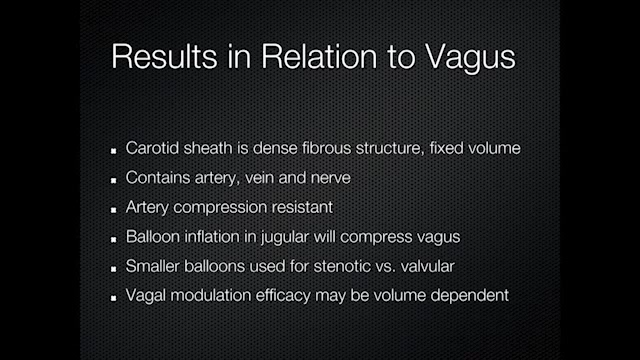 Results in Relation to Vagus
Carotid sheath is dense fibrous structure, fixed volume
Contains artery, vein and nerve
Artery compression resistant
Balloon inflation in jugular will compress vagus
Smaller balloons used for stenotic vs. valvular
Vagal modulation efficacy may be volume dependent